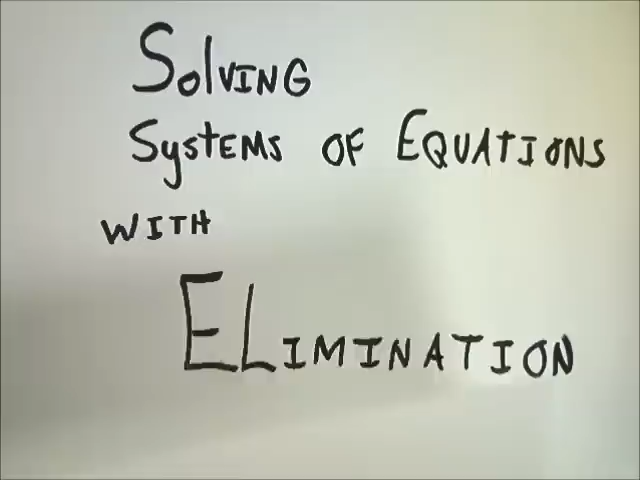 Solving
Systems of Equations
with
Elimination